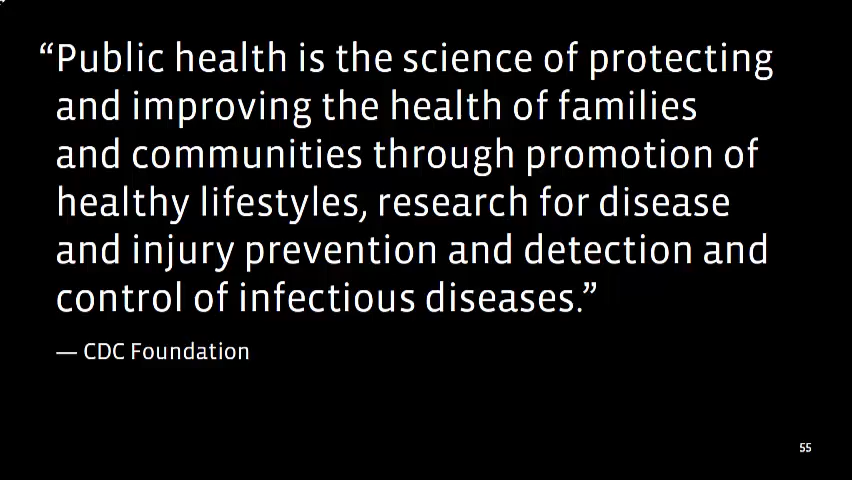 “Public health is the science of protecting
and improving the health of families
and communities through promotion of
healthy lifestyles, research for disease
and injury prevention and detection and
control of infectious diseases.”
— CDC Foundation
55